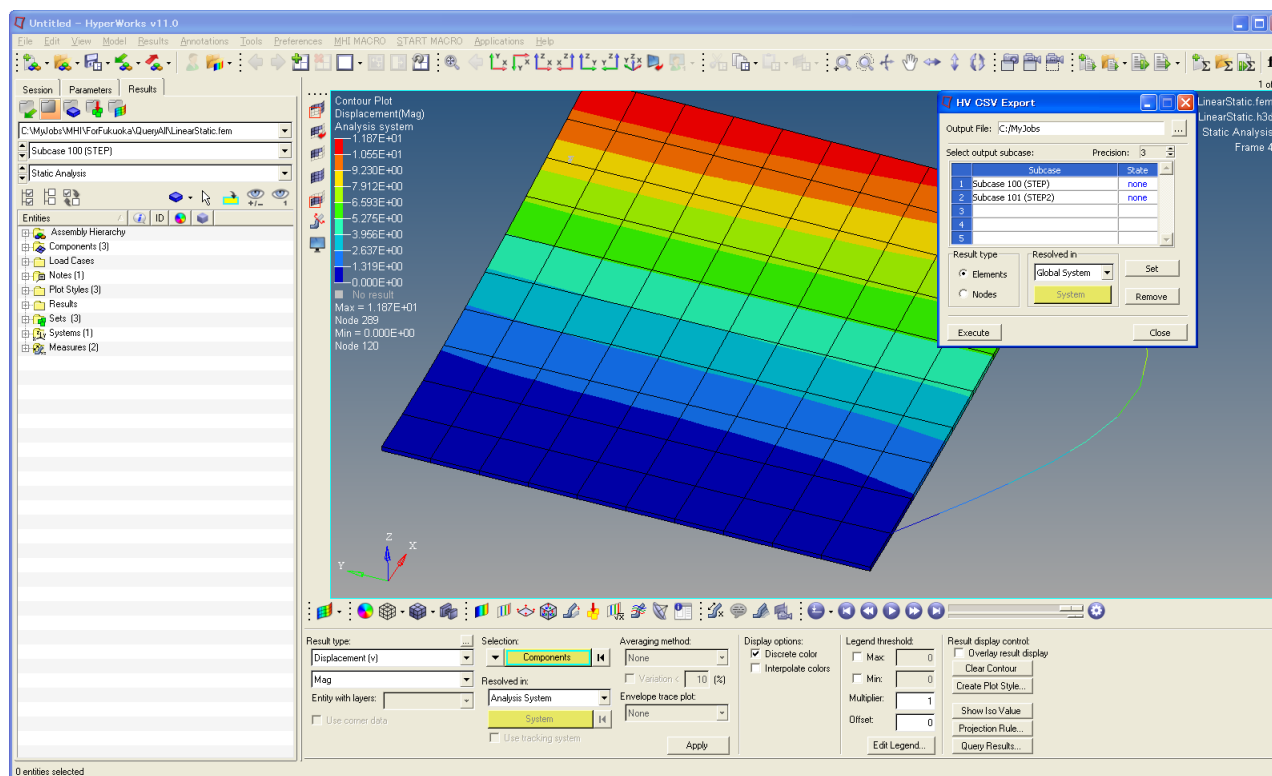 Untitled - HyperWorks v11.0
File Edit View Model Results Annotations Tools Preferences MHI MACRO START MACRO Applications Help
Session Parameters Results
C:\MyJobs\MHI\ForFukuoka\QueryAll\LinearStatic.fem
Subcase 100 (STEP)
Static Analysis
Entities ID
Assembly Hierarchy
Components (3)
Load Cases
Notes (1)
Plot Styles (3)
Results
Sets (3)
Systems (1)
Measures (2)
Contour Plot
Displacement(Mag)
Analysis system
1.187E+01
1.055E+01
9.230E+00
7.912E+00
6.593E+00
5.275E+00
3.956E+00
2.637E+00
1.319E+00
0.000E+00
No result
Max = 1.187E+01
Node 289
Min = 0.000E+00
Node 120
Z
X
Y
1 of
LinearStatic.fem
LinearStatic.h3d
Static Analysis
Frame 4
HV CSV Export
Output File: C:/MyJobs ...
Select output subcase: Precision: 3
Subcase State
1 Subcase 100 (STEP) none
2 Subcase 101 (STEP2) none
3
4
5
Result type Resolved in
Elements Global System Set
Nodes System Remove
Execute Close
Result type: ...
Displacement (v)
Mag
Entity with layers:
Use corner data
Selection:
Components
Resolved in:
Analysis System
System
Use tracking system
Averaging method:
None
Variation < 10 (%)
Envelope trace plot:
None
Apply
Display options:
Discrete color
Interpolate colors
Legend threshold:
Max: 0
Min: 0
Multiplier: 1
Offset: 0
Edit Legend...
Result display control:
Overlay result display
Clear Contour
Create Plot Style...
Show Iso Value
Projection Rule...
Query Results...
0 entities selected